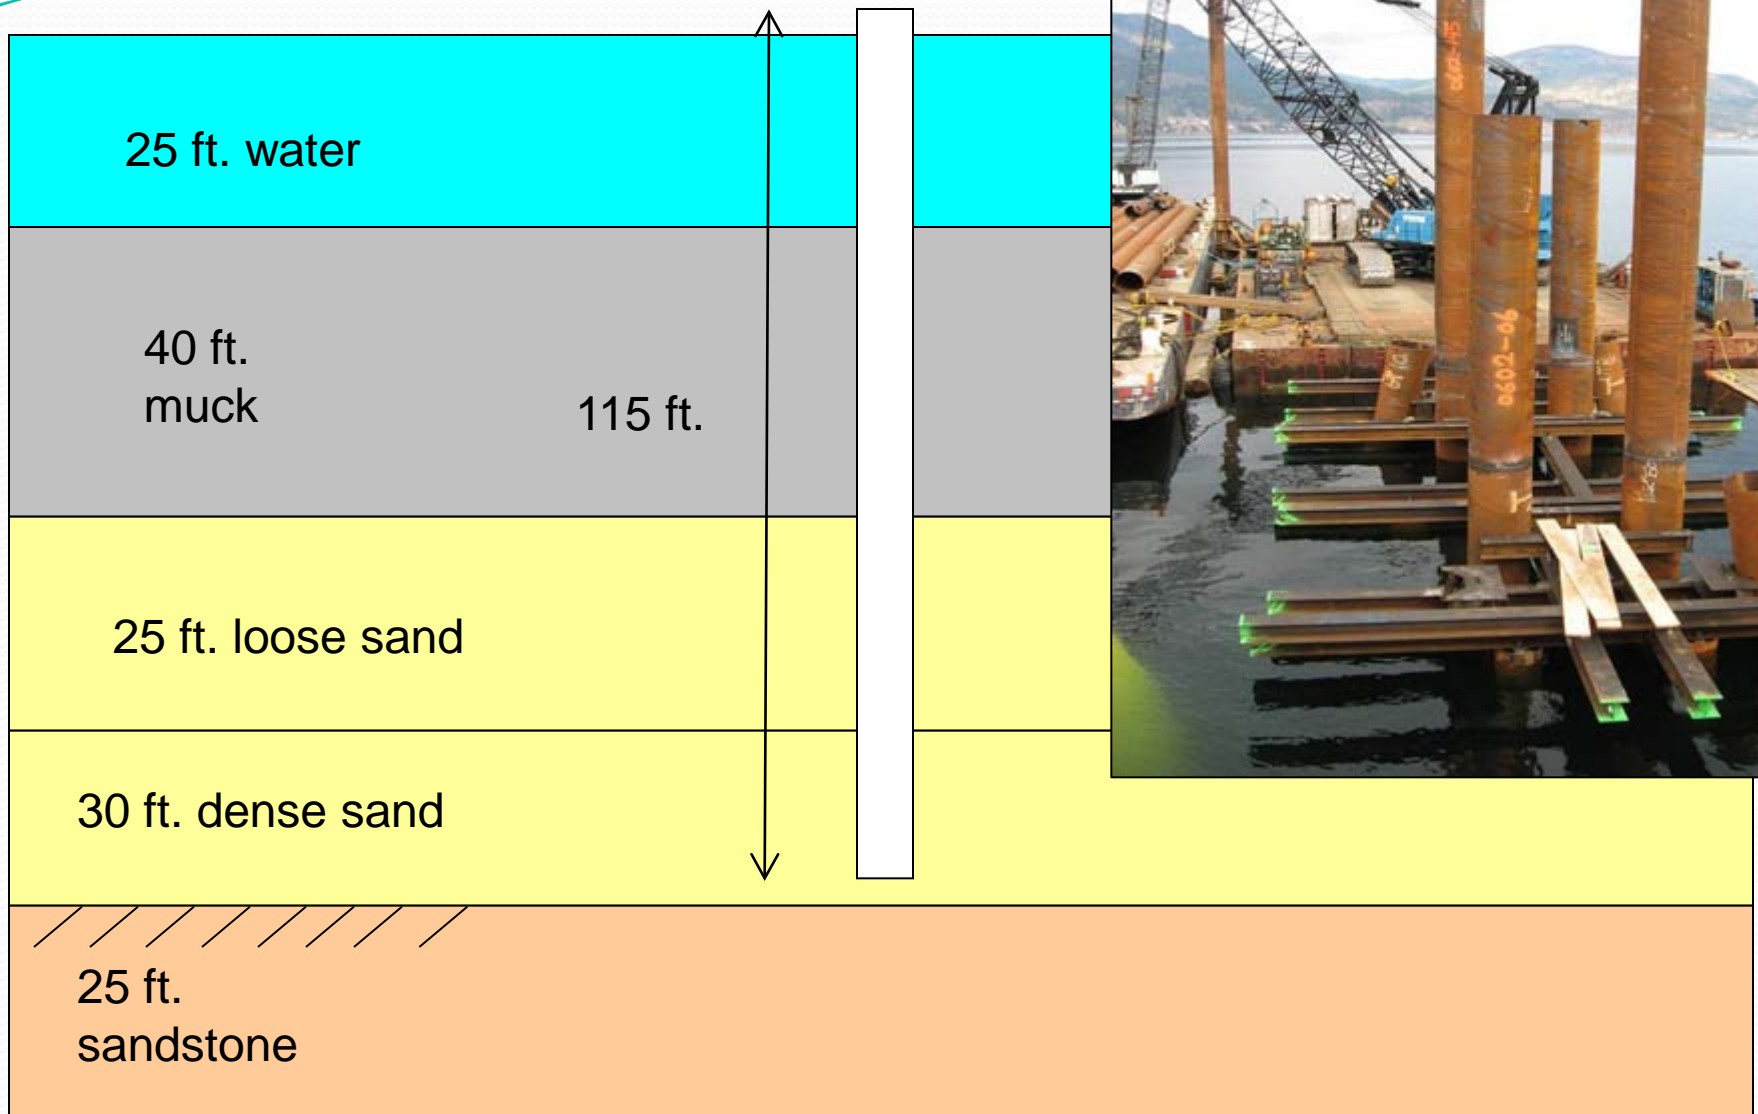 25 ft. water
40 ft.
muck
115 ft.
25 ft. loose sand
30 ft. dense sand
25 ft.
sandstone
0602-06